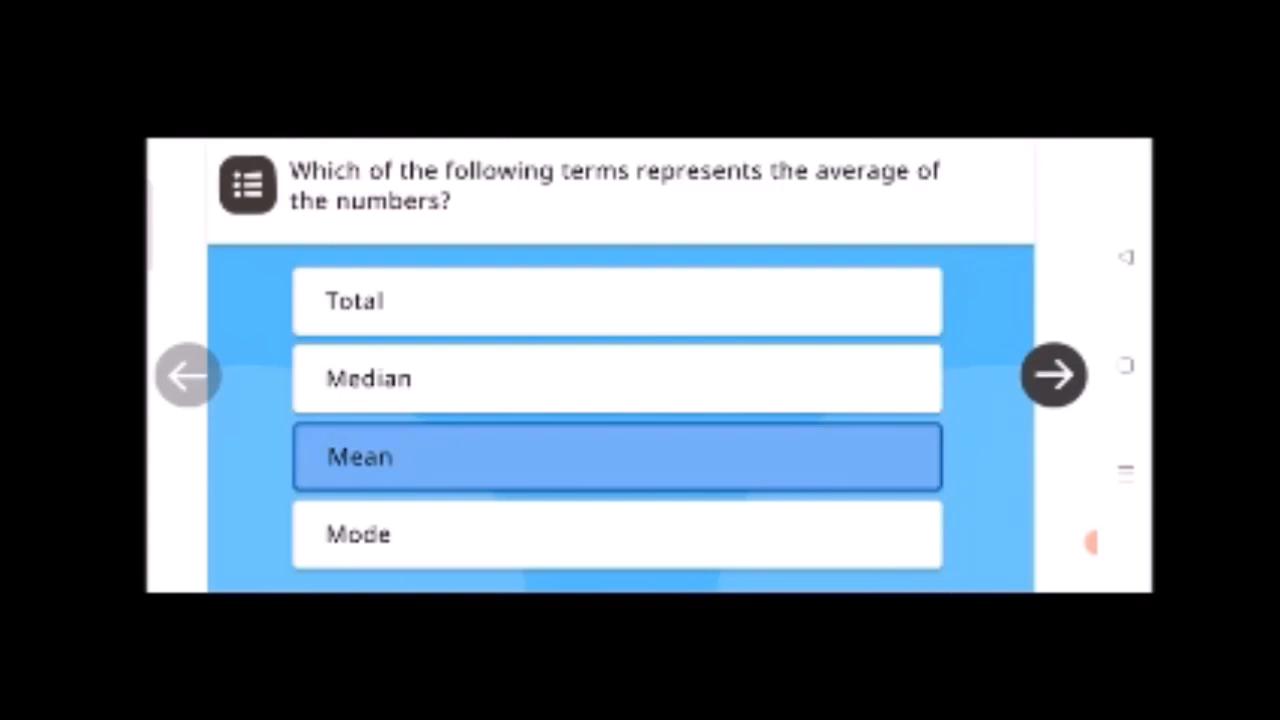 Which of the following terms represents the average of
the numbers?
Total
Median
Mean
Mode